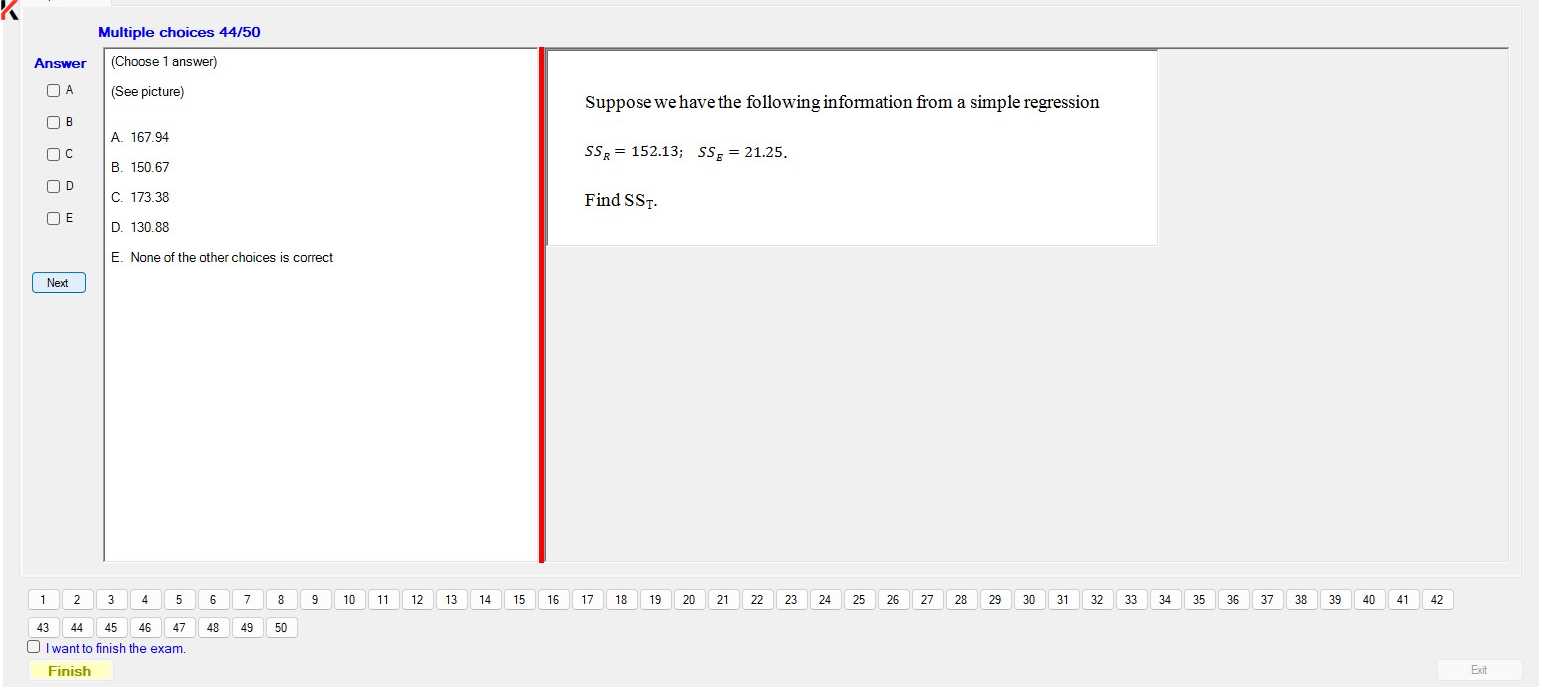 Multiple choices 44/50
Answer
A
B
C
D
E
Next
(Choose 1 answer)
(See picture)
A. 167.94
B. 150.67
C. 173.38
D. 130.88
E. None of the other choices is correct
Suppose we have the following information from a simple regression
SS_R = 152.13; SS_E = 21.25.
Find SS_T.
1 2 3 4 5 6 7 8 9 10 11 12 13 14 15 16 17 18 19 20 21 22 23 24 25 26 27 28 29 30 31 32 33 34 35 36 37 38 39 40 41 42
43 44 45 46 47 48 49 50
I want to finish the exam.
Finish
Exit